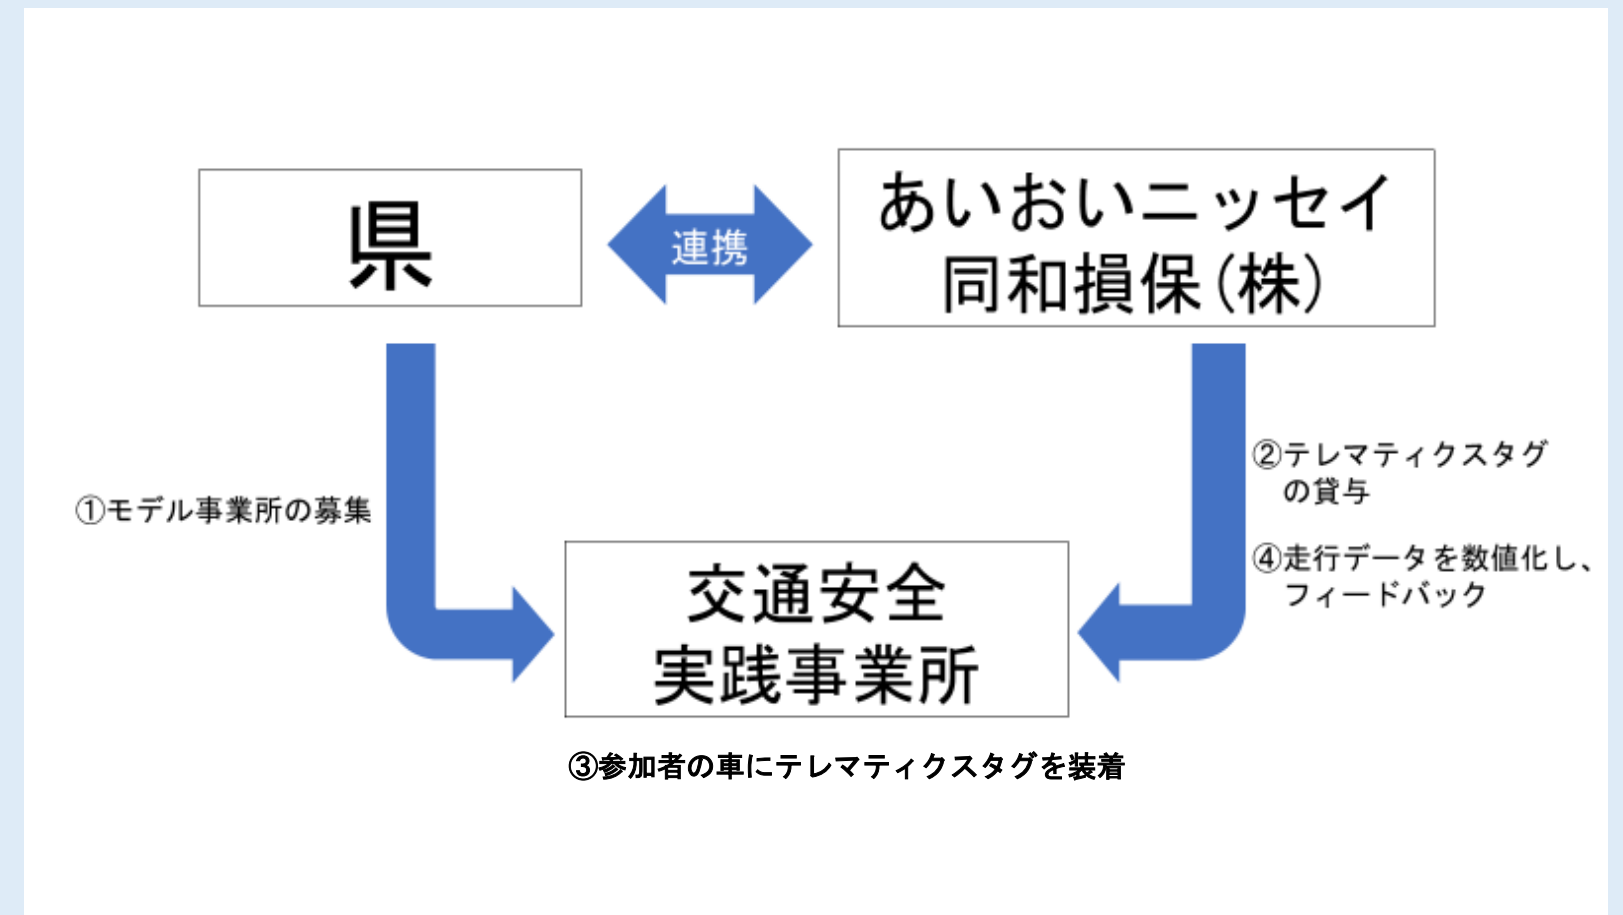 県
連携
あいおいニッセイ
同和損保(株)
①モデル事業所の募集
②テレマティクスタグ
の貸与
④走行データを数値化し、
フィードバック
交通安全
実践事業所
③参加者の車にテレマティクスタグを装着